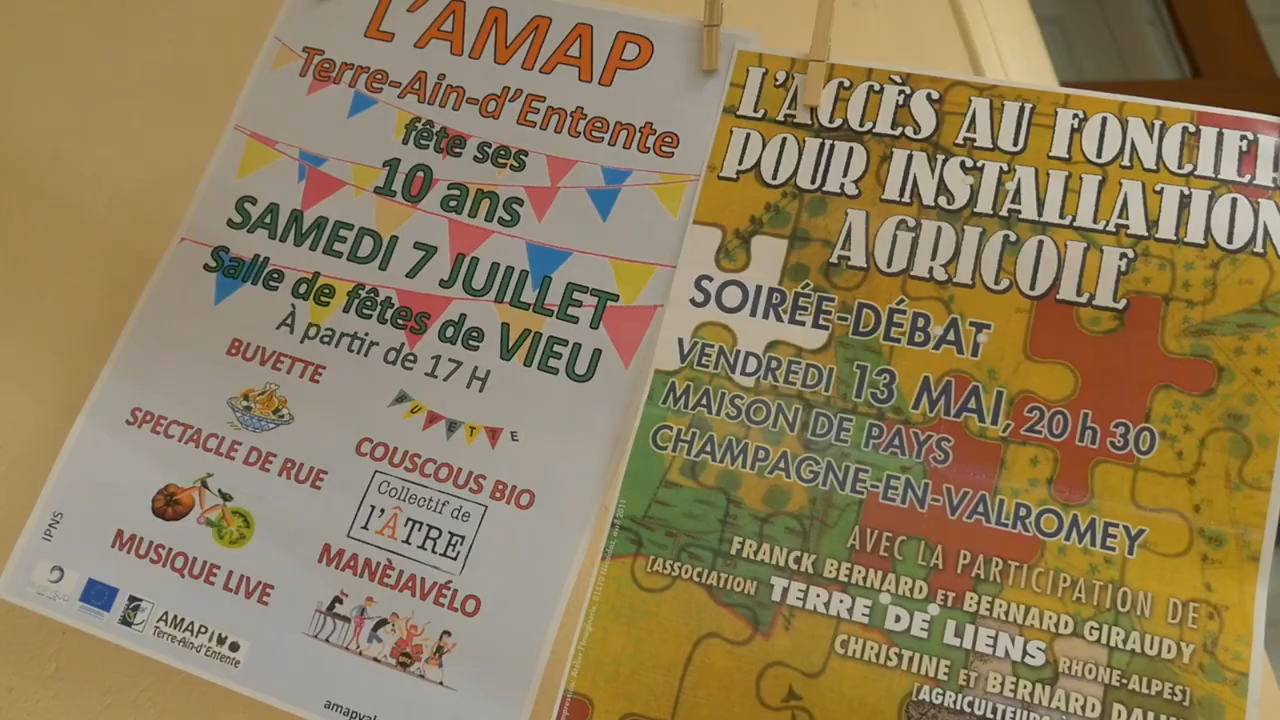 L'AMAP
Terre-Ain-d'Entente
fête ses
10 ans
SAMEDI 7 JUILLET
Salle de fêtes de VIEU
À partir de 17 H
BUVETTE
BUVETTE
SPECTACLE DE RUE
COUSCOUS BIO
Collectif de
l'ÂTRE
MUSIQUE LIVE
MANÈJAVÉLO
IPNS
AMAP
Terre-Ain-d'Entente
L'ACCÈS AU FONCIER
POUR INSTALLATION
AGRICOLE
SOIRÉE-DÉBAT
VENDREDI 13 MAI, 20 h 30
MAISON DE PAYS
CHAMPAGNE-EN-VALROMEY
AVEC LA PARTICIPATION DE
FRANCK BERNARD ET BERNARD GIRAUDY
[ASSOCIATION TERRE DE LIENS RHÔNE-ALPES]
CHRISTINE ET BERNARD
[AGRICULTEURS